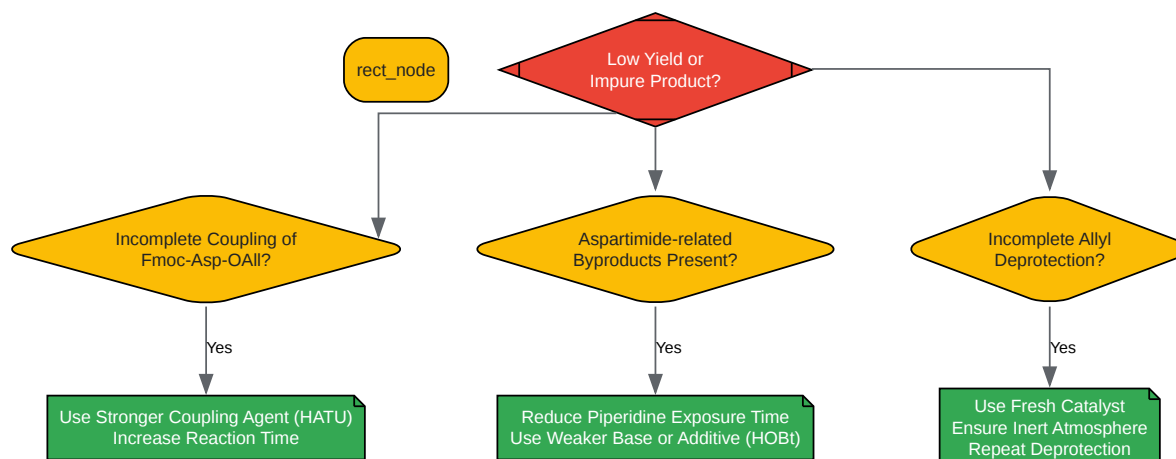 rect_node
Low Yield or
Impure Product?
Incomplete Coupling of
Fmoc-Asp-OAll?
Aspartimide-related
Byproducts Present?
Incomplete Allyl
Deprotection?
Yes
Yes
Yes
Use Stronger Coupling Agent (HATU)
Increase Reaction Time
Reduce Piperidine Exposure Time
Use Weaker Base or Additive (HOBt)
Use Fresh Catalyst
Ensure Inert Atmosphere
Repeat Deprotection